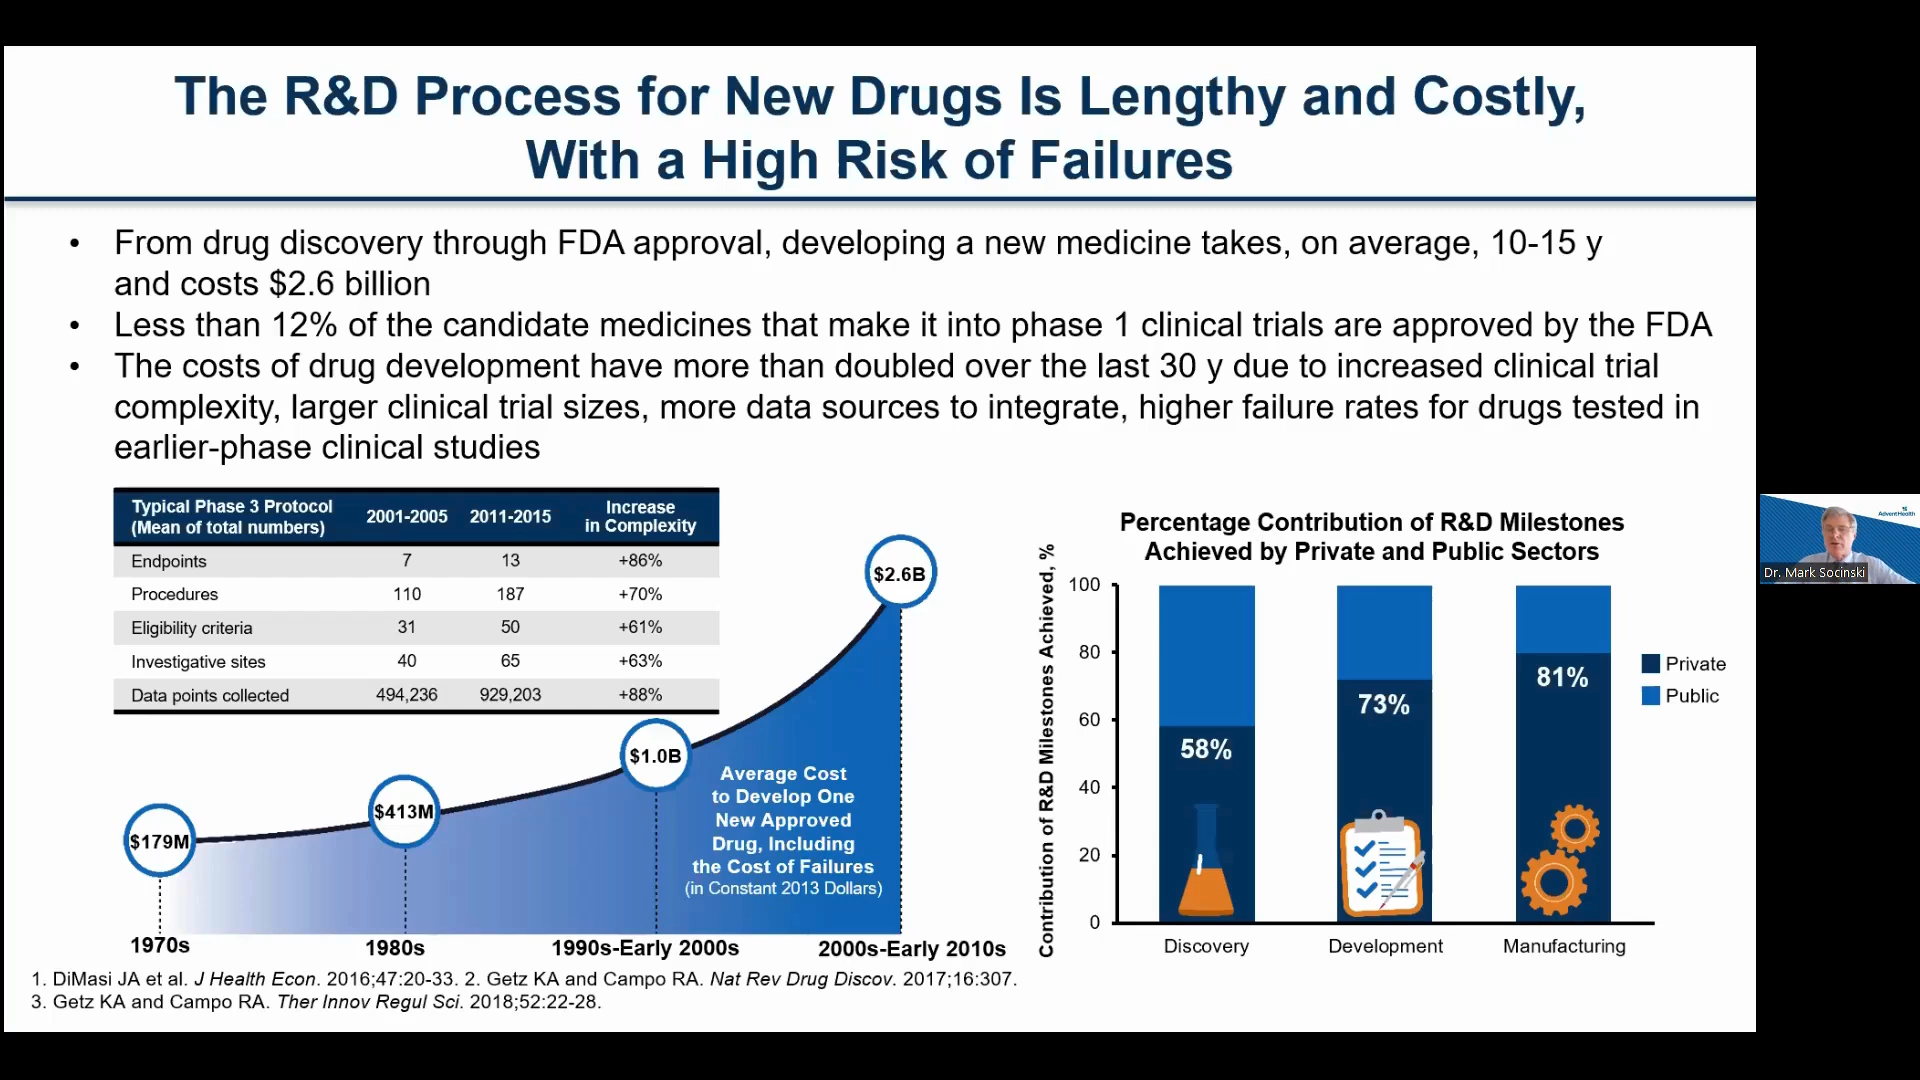 The R&D Process for New Drugs Is Lengthy and Costly,
With a High Risk of Failures
• From drug discovery through FDA approval, developing a new medicine takes, on average, 10-15 y
and costs $2.6 billion
• Less than 12% of the candidate medicines that make it into phase 1 clinical trials are approved by the FDA
• The costs of drug development have more than doubled over the last 30 y due to increased clinical trial
complexity, larger clinical trial sizes, more data sources to integrate, higher failure rates for drugs tested in
earlier-phase clinical studies
Typical Phase 3 Protocol
(Mean of total numbers) 2001-2005 2011-2015 Increase
in Complexity
Endpoints 7 13 +86%
Procedures 110 187 +70%
Eligibility criteria 31 50 +61%
Investigative sites 40 65 +63%
Data points collected 494,236 929,203 +88%
$179M
$413M
$1.0B
$2.6B
Average Cost
to Develop One
New Approved
Drug, Including
the Cost of Failures
(in Constant 2013 Dollars)
1970s 1980s 1990s-Early 2000s 2000s-Early 2010s
Percentage Contribution of R&D Milestones
Achieved by Private and Public Sectors
Contribution of R&D Milestones Achieved, %
100
80
60
40
20
0
58%
73%
81%
Private
Public
Discovery Development Manufacturing
1. DiMasi JA et al. J Health Econ. 2016;47:20-33. 2. Getz KA and Campo RA. Nat Rev Drug Discov. 2017;16:307.
3. Getz KA and Campo RA. Ther Innov Regul Sci. 2018;52:22-28.
AdventHealth
Dr. Mark Socinski